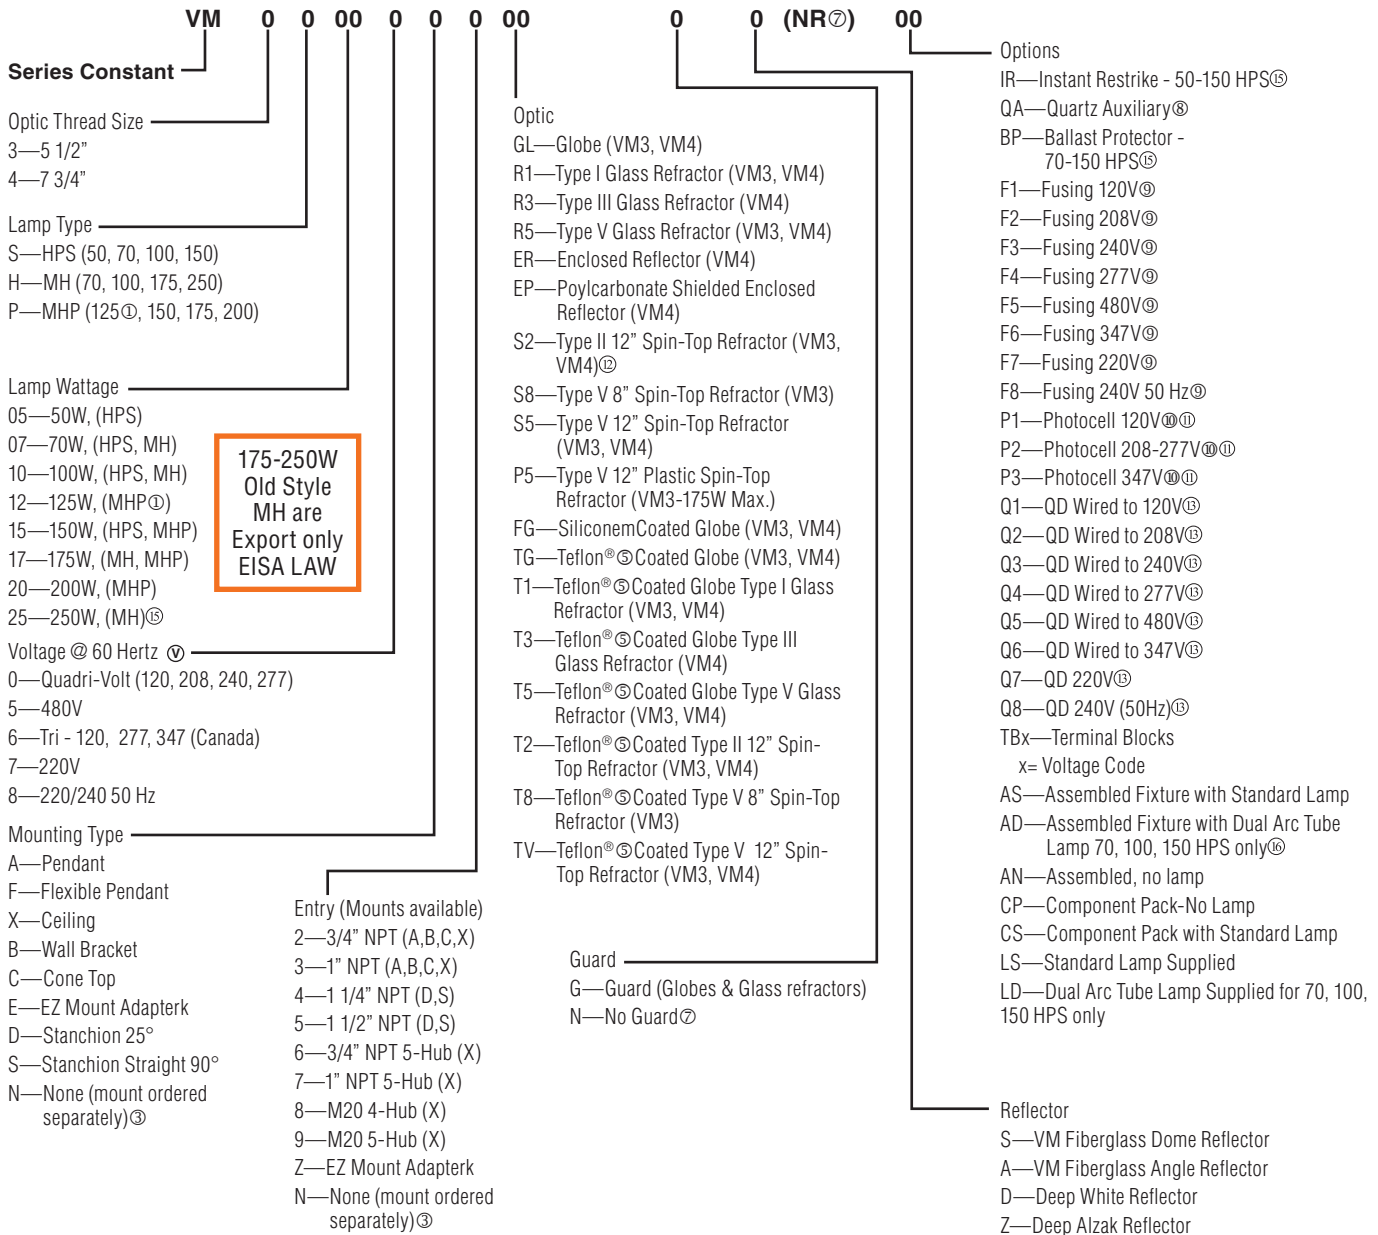 VM 0 0 00 0 0 0 00 0 0 (NR⑦) 00
Series Constant
Optic Thread Size
3—5 1/2”
4—7 3/4”
Lamp Type
S—HPS (50, 70, 100, 150)
H—MH (70, 100, 175, 250)
P—MHP (125①, 150, 175, 200)
Lamp Wattage
05—50W, (HPS)
07—70W, (HPS, MH)
10—100W, (HPS, MH)
12—125W, (MHP①)
15—150W, (HPS, MHP)
17—175W, (MH, MHP)
20—200W, (MHP)
25—250W, (MH)⑮
175-250W
Old Style
MH are
Export only
EISA LAW
Voltage @ 60 Hertz Ⓥ
0—Quadri-Volt (120, 208, 240, 277)
5—480V
6—Tri - 120, 277, 347 (Canada)
7—220V
8—220/240 50 Hz
Mounting Type
A—Pendant
F—Flexible Pendant
X—Ceiling
B—Wall Bracket
C—Cone Top
E—EZ Mount Adapterk
D—Stanchion 25°
S—Stanchion Straight 90°
N—None (mount ordered
separately)③
Entry (Mounts available)
2—3/4” NPT (A,B,C,X)
3—1” NPT (A,B,C,X)
4—1 1/4” NPT (D,S)
5—1 1/2” NPT (D,S)
6—3/4” NPT 5-Hub (X)
7—1” NPT 5-Hub (X)
8—M20 4-Hub (X)
9—M20 5-Hub (X)
Z—EZ Mount Adapterk
N—None (mount ordered
separately)③
Optic
GL—Globe (VM3, VM4)
R1—Type I Glass Refractor (VM3, VM4)
R3—Type III Glass Refractor (VM4)
R5—Type V Glass Refractor (VM3, VM4)
ER—Enclosed Reflector (VM4)
EP—Poylcarbonate Shielded Enclosed
Reflector (VM4)
S2—Type II 12” Spin-Top Refractor (VM3,
VM4)⑫
S8—Type V 8” Spin-Top Refractor (VM3)
S5—Type V 12” Spin-Top Refractor
(VM3, VM4)
P5—Type V 12” Plastic Spin-Top
Refractor (VM3-175W Max.)
FG—SiliconemCoated Globe (VM3, VM4)
TG—Teflon®⑤Coated Globe (VM3, VM4)
T1—Teflon®⑤Coated Globe Type I Glass
Refractor (VM3, VM4)
T3—Teflon®⑤Coated Globe Type III
Glass Refractor (VM4)
T5—Teflon®⑤Coated Globe Type V Glass
Refractor (VM3, VM4)
T2—Teflon®⑤Coated Type II 12” Spin-
Top Refractor (VM3, VM4)
T8—Teflon®⑤Coated Type V 8” Spin-Top
Refractor (VM3)
TV—Teflon®⑤Coated Type V 12” Spin-
Top Refractor (VM3, VM4)
Guard
G—Guard (Globes & Glass refractors)
N—No Guard⑦
Options
IR—Instant Restrike - 50-150 HPS⑮
QA—Quartz Auxiliary⑧
BP—Ballast Protector -
70-150 HPS⑮
F1—Fusing 120V⑨
F2—Fusing 208V⑨
F3—Fusing 240V⑨
F4—Fusing 277V⑨
F5—Fusing 480V⑨
F6—Fusing 347V⑨
F7—Fusing 220V⑨
F8—Fusing 240V 50 Hz⑨
P1—Photocell 120V⑩⑪
P2—Photocell 208-277V⑩⑪
P3—Photocell 347V⑩⑪
Q1—QD Wired to 120V⑬
Q2—QD Wired to 208V⑬
Q3—QD Wired to 240V⑬
Q4—QD Wired to 277V⑬
Q5—QD Wired to 480V⑬
Q6—QD Wired to 347V⑬
Q7—QD 220V⑬
Q8—QD 240V (50Hz)⑬
TBx—Terminal Blocks
x= Voltage Code
AS—Assembled Fixture with Standard Lamp
AD—Assembled Fixture with Dual Arc Tube
Lamp 70, 100, 150 HPS only⑯
AN—Assembled, no lamp
CP—Component Pack-No Lamp
CS—Component Pack with Standard Lamp
LS—Standard Lamp Supplied
LD—Dual Arc Tube Lamp Supplied for 70, 100,
150 HPS only
Reflector
S—VM Fiberglass Dome Reflector
A—VM Fiberglass Angle Reflector
D—Deep White Reflector
Z—Deep Alzak Reflector